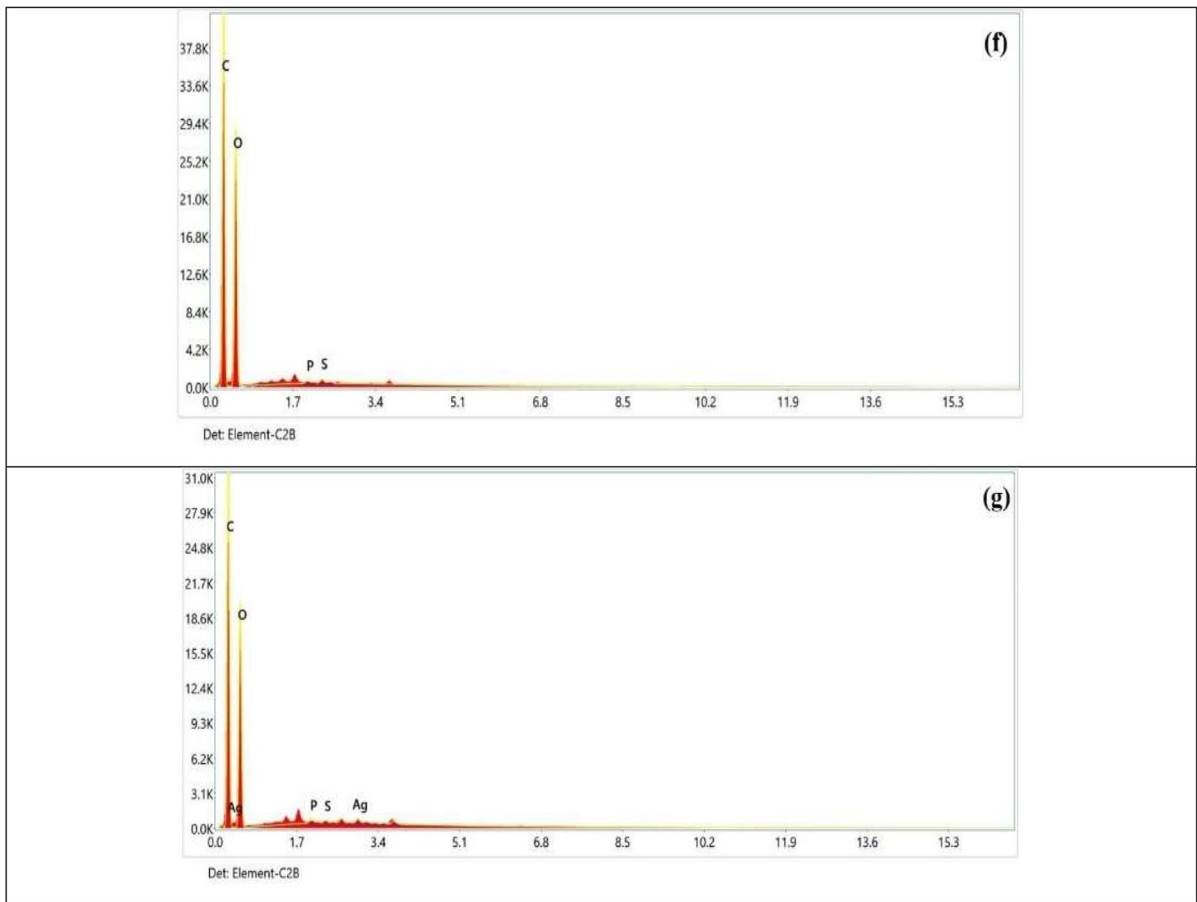 (f)
37.8K
C
33.6K
29.4K
O
25.2K
21.0K
16.8K
12.6K
8.4K
4.2K
P S
0.0K
0.0 1.7 3.4 5.1 6.8 8.5 10.2 11.9 13.6 15.3
Det: Element-C2B
31.0K
(g)
27.9K
C
24.8K
21.7K
18.6K
O
15.5K
12.4K
9.3K
6.2K
3.1K
Ag P S Ag
0.0K
0.0 1.7 3.4 5.1 6.8 8.5 10.2 11.9 13.6 15.3
Det: Element-C2B